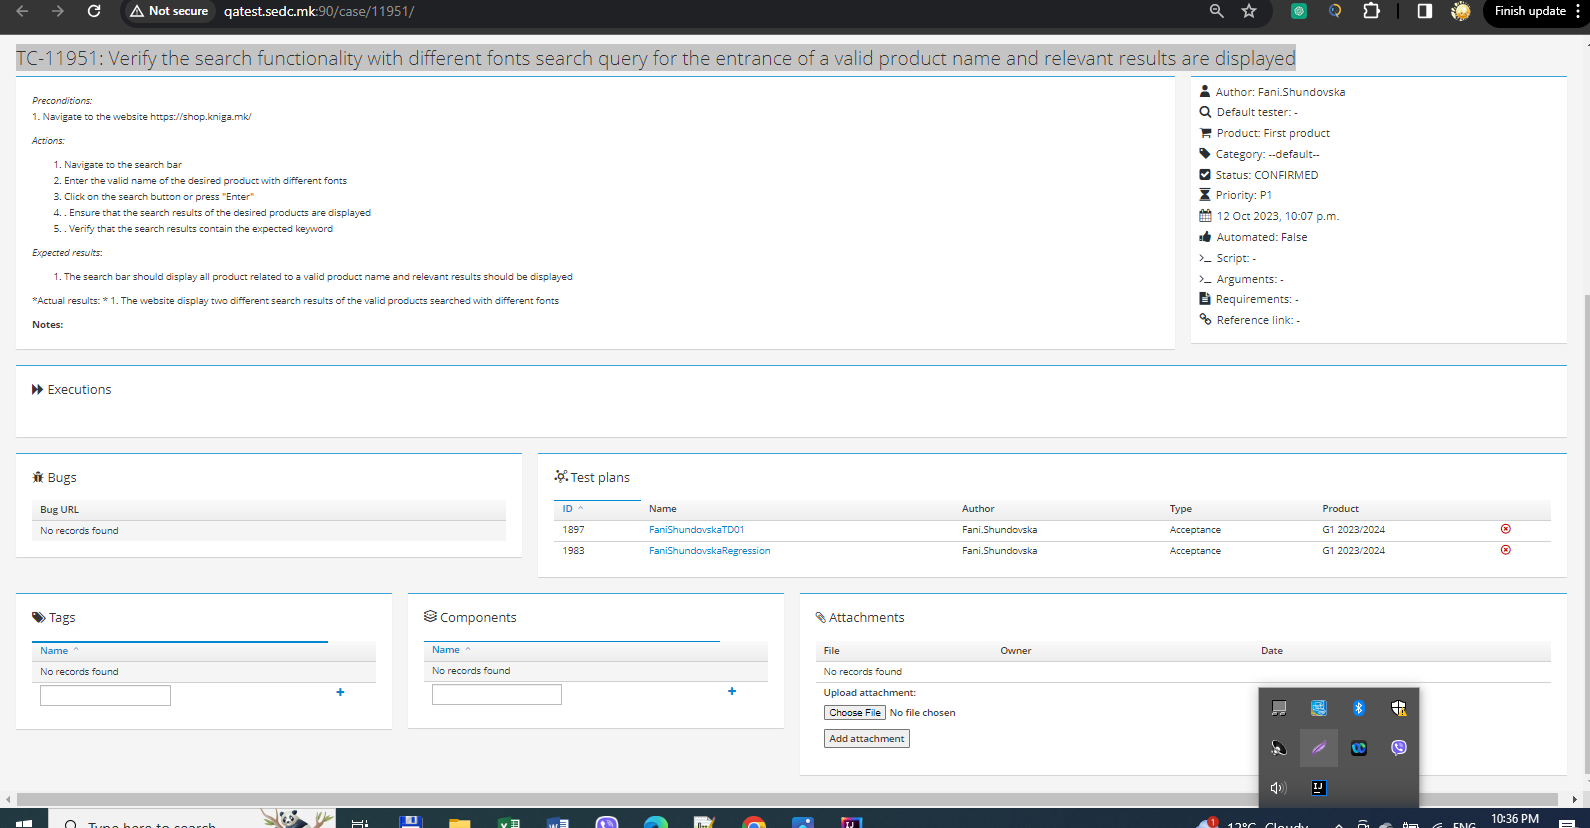 Not secure
qatest.sedc.mk:90/case/11951/
Finish update
TC-11951: Verify the search functionality with different fonts search query for the entrance of a valid product name and relevant results are displayed
Preconditions:
1. Navigate to the website https://shop.kniga.mk/
Actions:
1. Navigate to the search bar
2. Enter the valid name of the desired product with different fonts
3. Click on the search button or press "Enter"
4. . Ensure that the search results of the desired products are displayed
5. . Verify that the search results contain the expected keyword
Expected results:
1. The search bar should display all product related to a valid product name and relevant results should be displayed
*Actual results: * 1. The website display two different search results of the valid products searched with different fonts
Notes:
Author: Fani.Shundovska
Default tester: -
Product: First product
Category: --default--
Status: CONFIRMED
Priority: P1
12 Oct 2023, 10:07 p.m.
Automated: False
Script: -
Arguments: -
Requirements: -
Reference link: -
Executions
Bugs
Bug URL
No records found
Test plans
ID Name Author Type Product
1897 FaniShundovskaTD01 Fani.Shundovska Acceptance G1 2023/2024
1983 FaniShundovskaRegression Fani.Shundovska Acceptance G1 2023/2024
Tags
Name
No records found
Components
Name
No records found
Attachments
File Owner Date
No records found
Upload attachment:
Choose File No file chosen
Add attachment
Type here to search
1
12°C Cloudy
ENG
10:36 PM